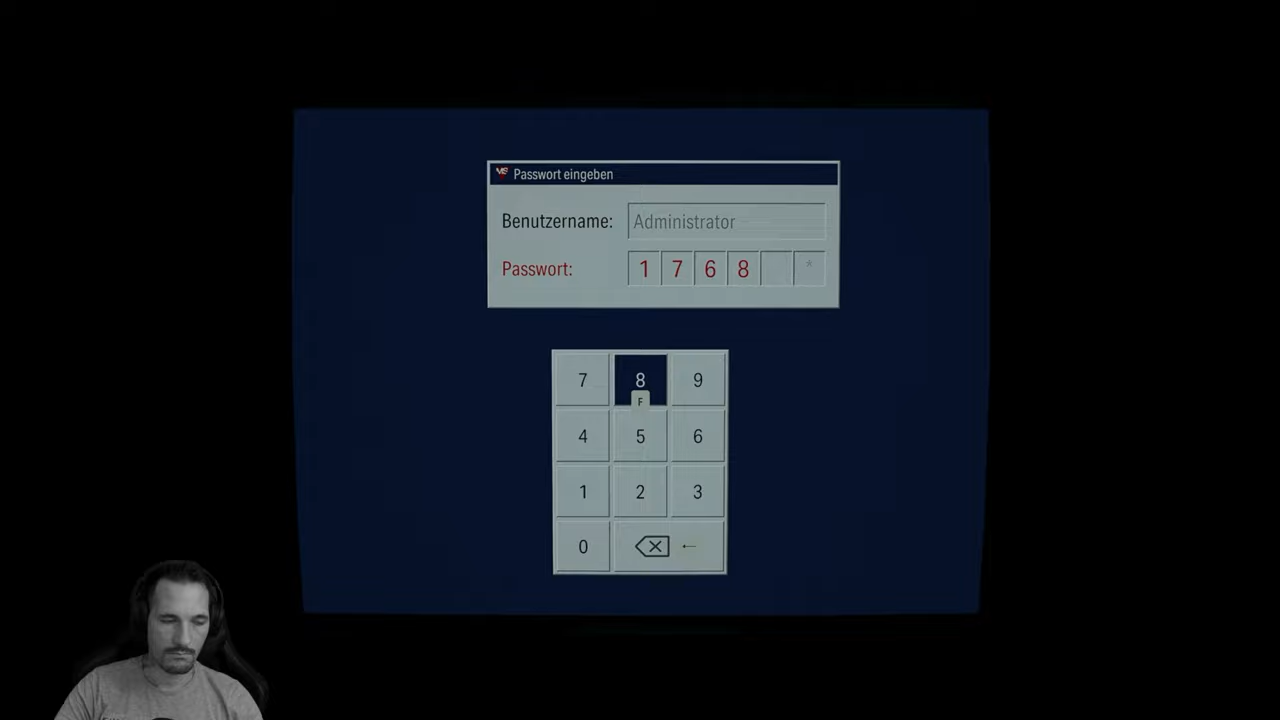 Passwort eingeben
Benutzername: Administrator
Passwort: 1 7 6 8 *
7 8 9
F
4 5 6
1 2 3
0 ←